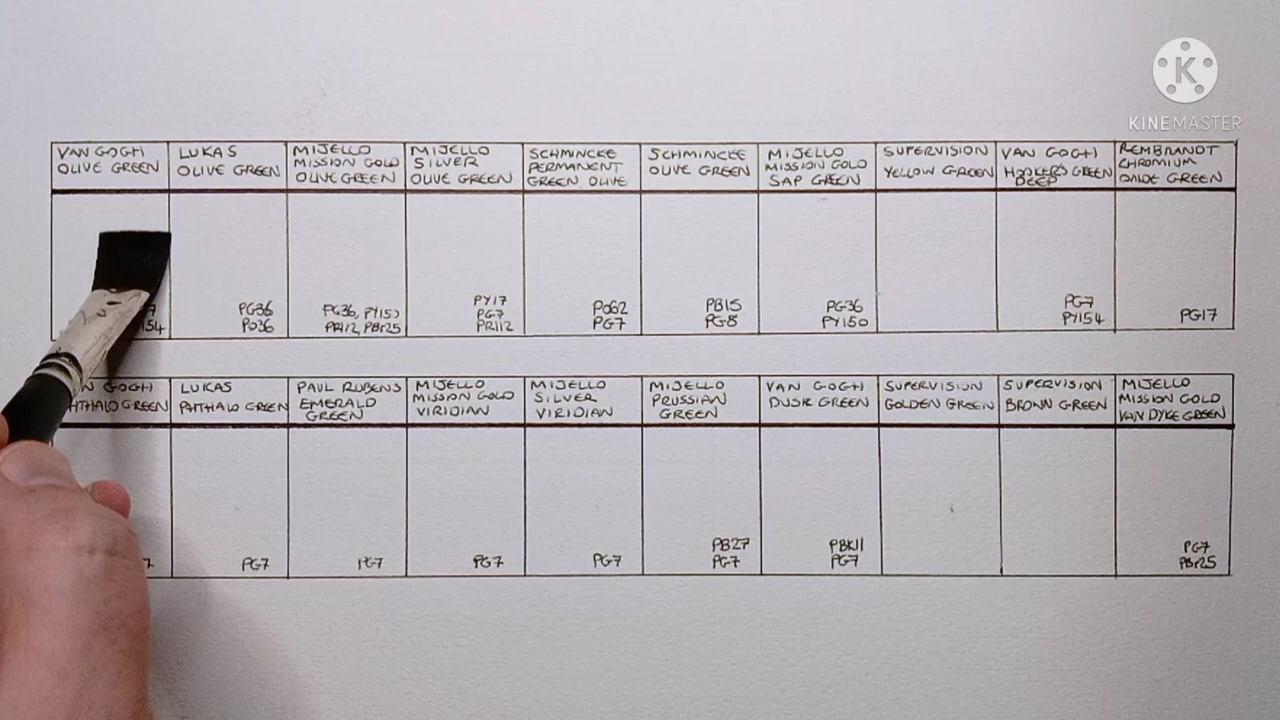 K
KINEMASTER
VAN GOGH
OLIVE GREEN
LUKAS
OLIVE GREEN
MIJELLO
MISSION GOLD
OLIVE GREEN
MIJELLO
SILVER
OLIVE GREEN
SCHMINCKE
PERMANENT
GREEN OLIVE
SCHMINCKE
OLIVE GREEN
MIJELLO
MISSION GOLD
SAP GREEN
SUPERVISION
YELLOW GREEN
VAN GOGH
HOOKERS GREEN
DEEP
REMBRANDT
CHROMIUM
OXIDE GREEN
PG36
PO36
PG36, PY150
PR112, PBr25
PY17
PG7
PR112
PO62
PG7
PB15
PG8
PG36
PY150
PG7
PY154
PG17
GOGH
GREEN
LUKAS
PHTHALO GREEN
PAUL RUBENS
EMERALD
GREEN
MIJELLO
MISSION GOLD
VIRIDIAN
MIJELLO
SILVER
VIRIDIAN
MIJELLO
PRUSSIAN
GREEN
VAN GOGH
DUSK GREEN
SUPERVISION
GOLDEN GREEN
SUPERVISION
BROWN GREEN
MIJELLO
MISSION GOLD
VAN DYKE GREEN
7
PG7
PG7
PG7
PG7
PB27
PG7
PBK11
PG7
PG7
PBr25